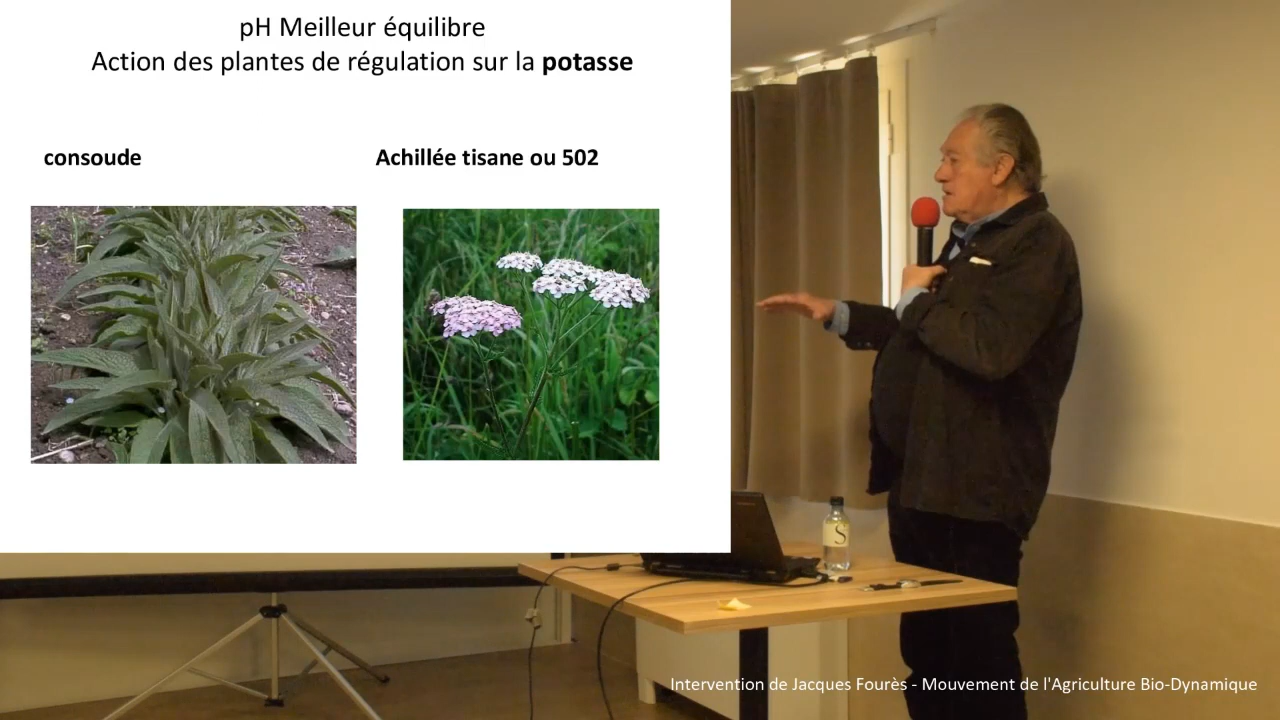 pH Meilleur équilibre
Action des plantes de régulation sur la potasse
consoude
Achillée tisane ou 502
S
Intervention de Jacques Fourès - Mouvement de l'Agriculture Bio-Dynamique